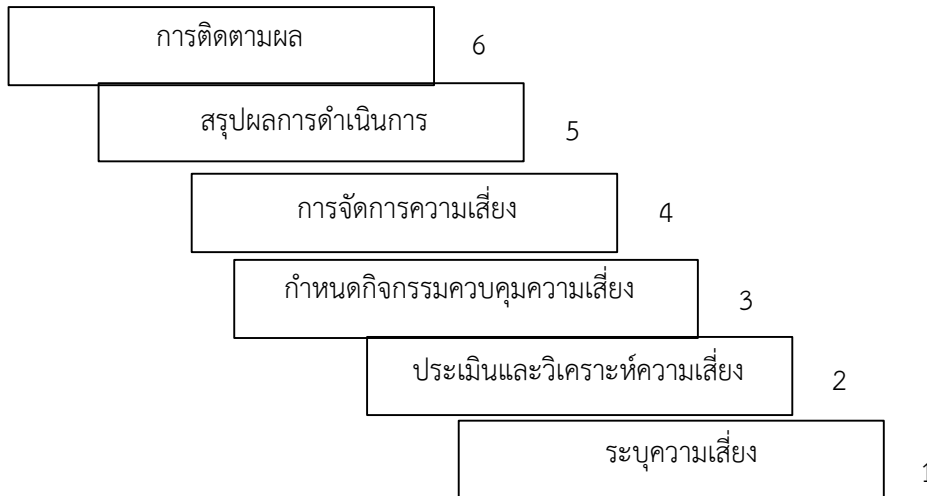 การติดตามผล 6
สรุปผลการดำเนินการ 5
การจัดการความเสี่ยง 4
กำหนดกิจกรรมควบคุมความเสี่ยง 3
ประเมินและวิเคราะห์ความเสี่ยง 2
ระบุความเสี่ยง 1